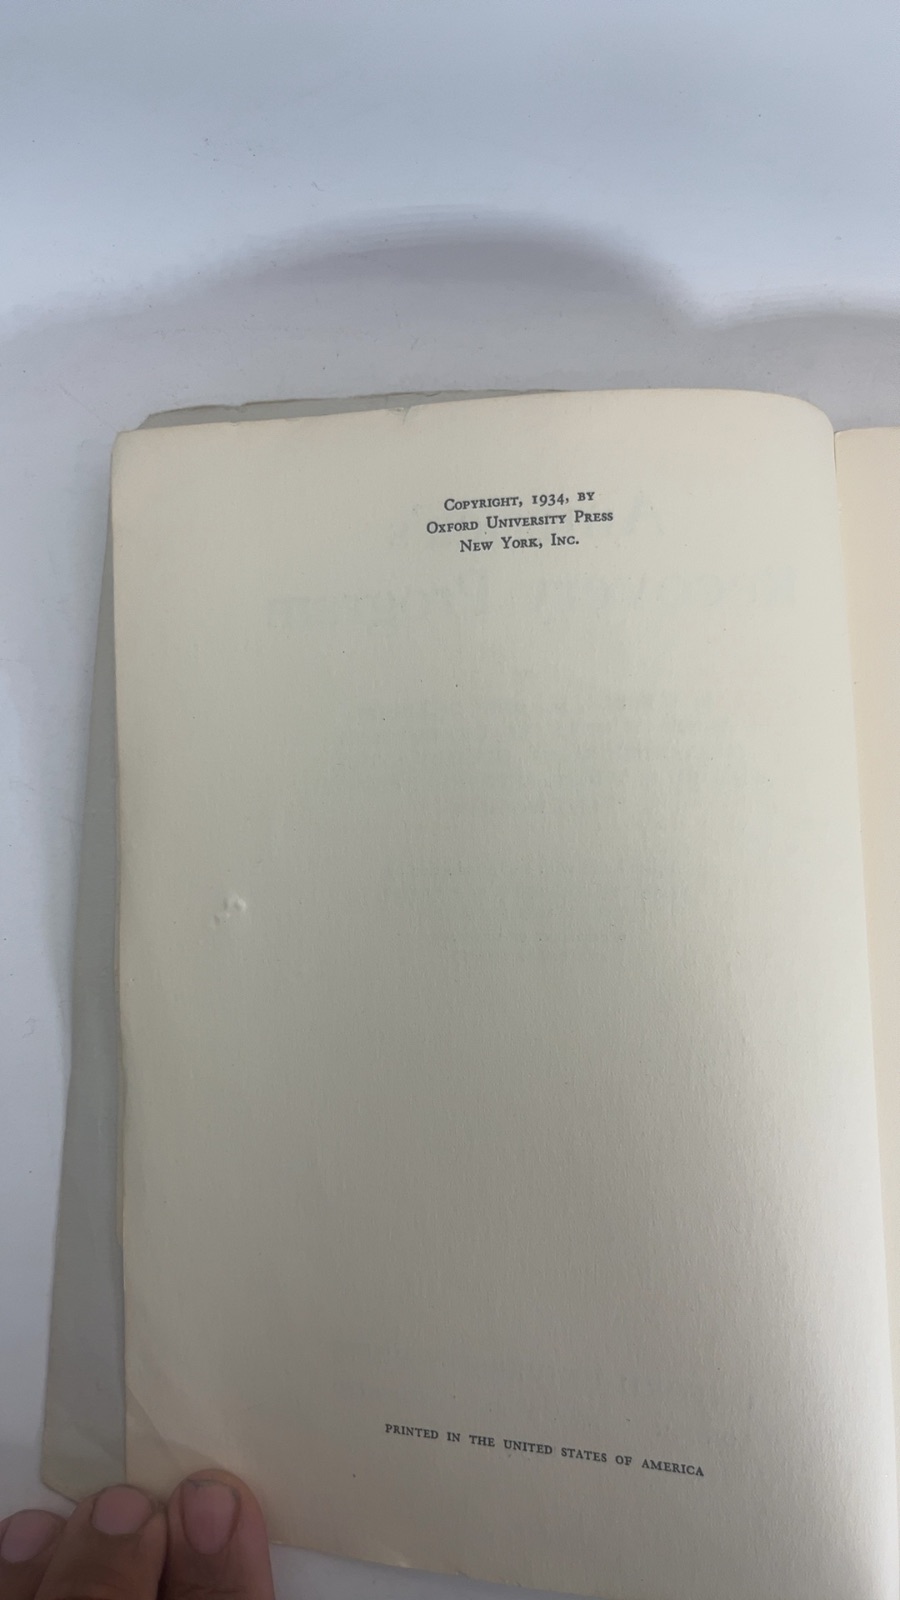 Copyright, 1934, by
Oxford University Press
New York, Inc.
PRINTED IN THE UNITED STATES OF AMERICA